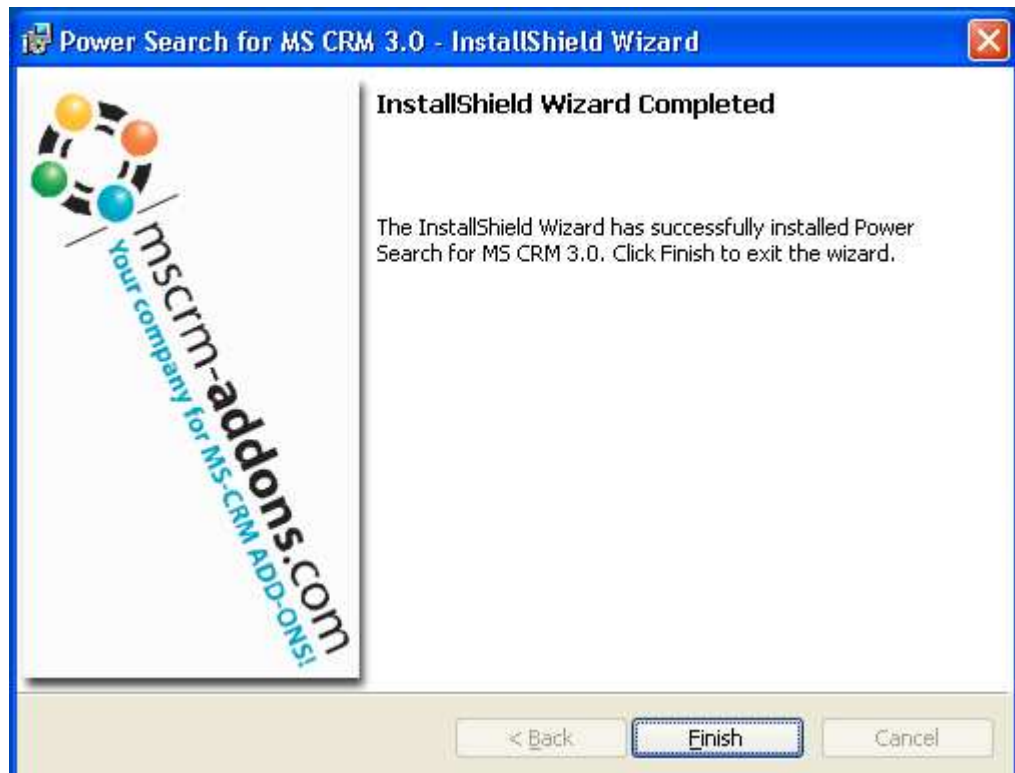 Power Search for MS CRM 3.0 - InstallShield Wizard
InstallShield Wizard Completed
The InstallShield Wizard has successfully installed Power
Search for MS CRM 3.0. Click Finish to exit the wizard.
mscrm-addons.com
Your company for MS-CRM ADD-ONS!
< Back
Finish
Cancel